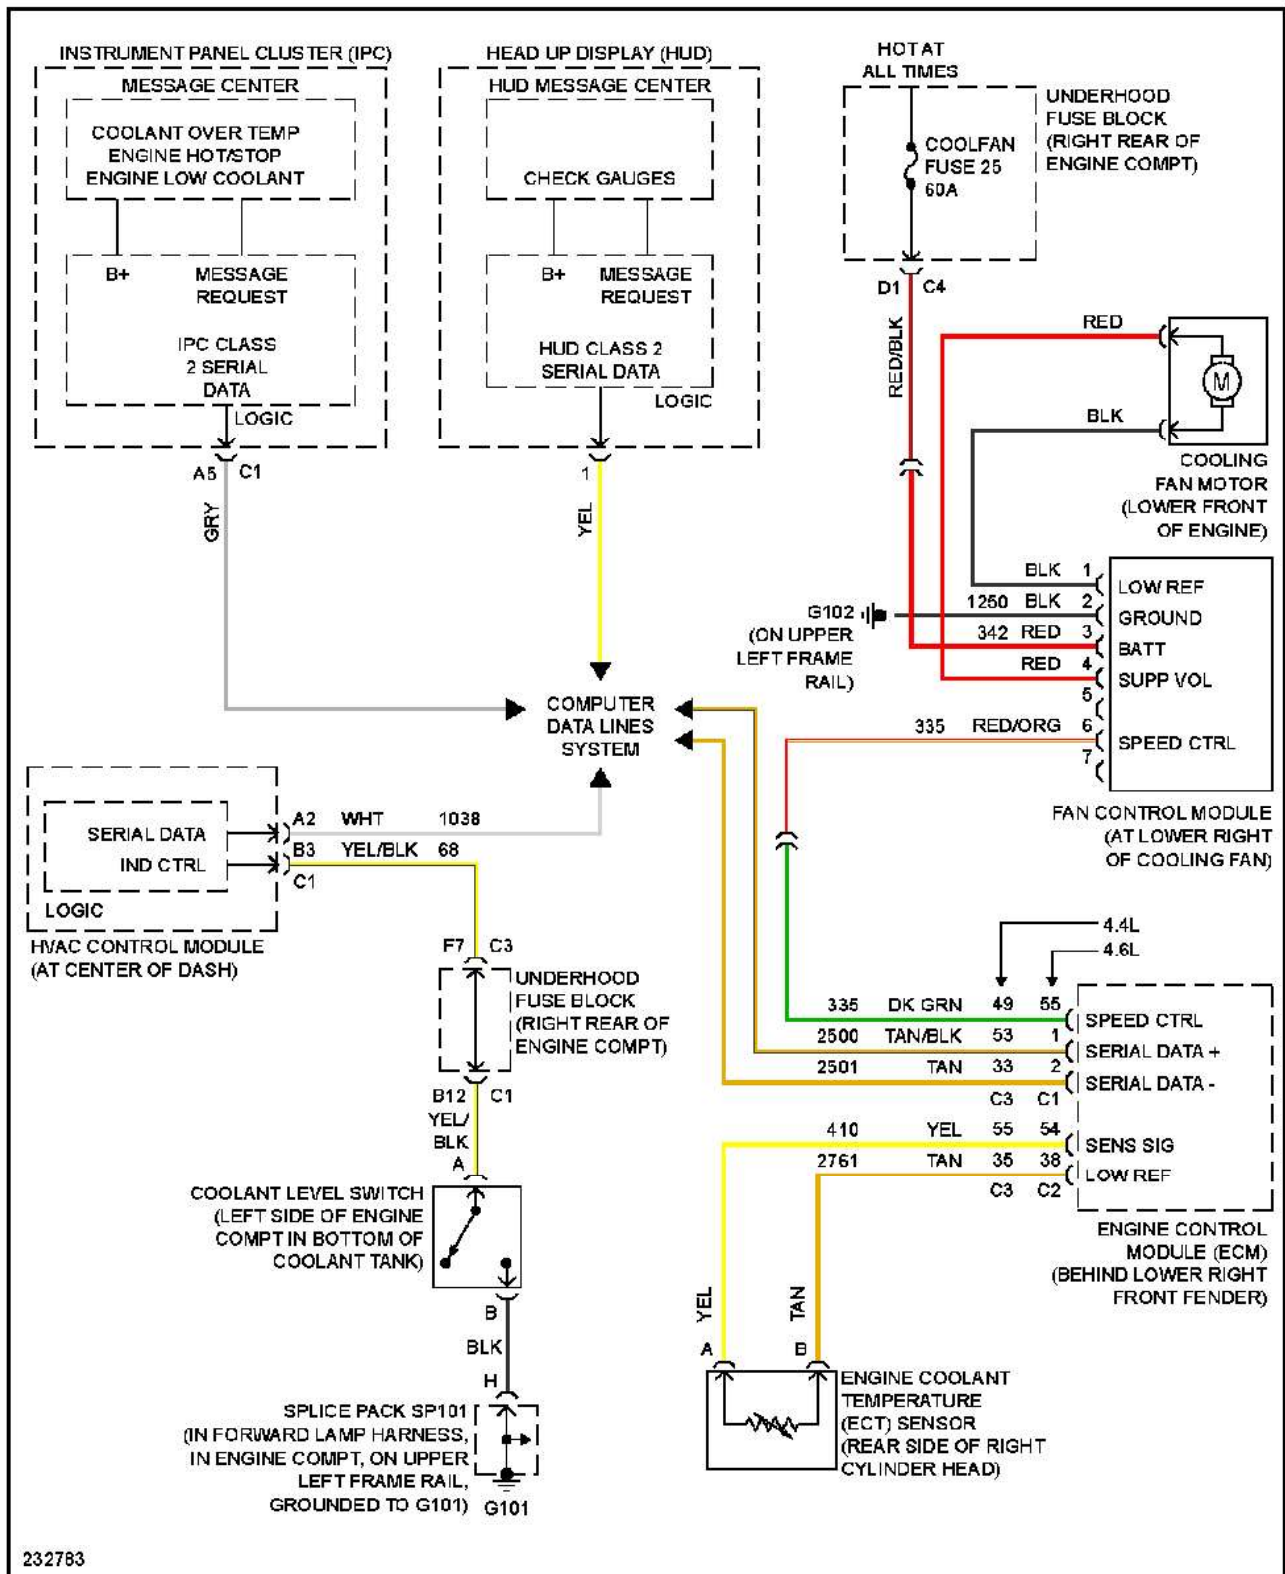 INSTRUMENT PANEL CLUSTER (IPC)
MESSAGE CENTER
COOLANT OVER TEMP
ENGINE HOT/STOP
ENGINE LOW COOLANT
B+
MESSAGE
REQUEST
IPC CLASS
2 SERIAL
DATA
LOGIC
A5 C1
GRY
HEAD UP DISPLAY (HUD)
HUD MESSAGE CENTER
CHECK GAUGES
B+
MESSAGE
REQUEST
HUD CLASS 2
SERIAL DATA
LOGIC
1
YEL
HOT AT
ALL TIMES
COOLFAN
FUSE 25
60A
UNDERHOOD
FUSE BLOCK
(RIGHT REAR OF
ENGINE COMPT)
D1 C4
RED/BLK
RED
BLK
M
COOLING
FAN MOTOR
(LOWER FRONT
OF ENGINE)
BLK 1 LOW REF
1250 BLK 2 GROUND
342 RED 3 BATT
RED 4 SUPP VOL
5
335 RED/ORG 6 SPEED CTRL
7
G102
(ON UPPER
LEFT FRAME
RAIL)
FAN CONTROL MODULE
(AT LOWER RIGHT
OF COOLING FAN)
COMPUTER
DATA LINES
SYSTEM
SERIAL DATA
IND CTRL
LOGIC
A2 WHT 1038
B3 YEL/BLK 68
C1
HVAC CONTROL MODULE
(AT CENTER OF DASH)
F7 C3
UNDERHOOD
FUSE BLOCK
(RIGHT REAR OF
ENGINE COMPT)
B12 C1
YEL/
BLK
A
COOLANT LEVEL SWITCH
(LEFT SIDE OF ENGINE
COMPT IN BOTTOM OF
COOLANT TANK)
B
BLK
H
SPLICE PACK SP101
(IN FORWARD LAMP HARNESS,
IN ENGINE COMPT, ON UPPER
LEFT FRAME RAIL,
GROUNDED TO G101)
G101
4.4L
4.6L
335 DK GRN 49 55 SPEED CTRL
2500 TAN/BLK 53 1 SERIAL DATA +
2501 TAN 33 2 SERIAL DATA -
C3 C1
410 YEL 55 54 SENS SIG
2761 TAN 35 38 LOW REF
C3 C2
ENGINE CONTROL
MODULE (ECM)
(BEHIND LOWER RIGHT
FRONT FENDER)
YEL
TAN
A
B
ENGINE COOLANT
TEMPERATURE
(ECT) SENSOR
(REAR SIDE OF RIGHT
CYLINDER HEAD)
232783